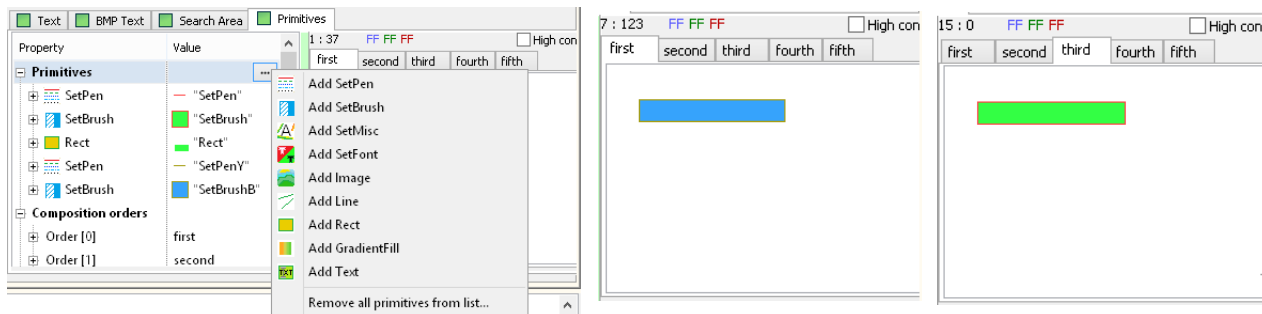 Text BMP Text Search Area Primitives
Property Value
Primitives ...
SetPen "SetPen"
SetBrush "SetBrush"
Rect "Rect"
SetPen "SetPenY"
SetBrush "SetBrushB"
Composition orders
Order [0] first
Order [1] second
1 : 37 FF FF FF High con
first second third fourth fifth
Add SetPen
Add SetBrush
Add SetMisc
Add SetFont
Add Image
Add Line
Add Rect
Add GradientFill
TXT Add Text
Remove all primitives from list...
7 : 123 FF FF FF High con
first second third fourth fifth
15 : 0 FF FF FF High con
first second third fourth fifth